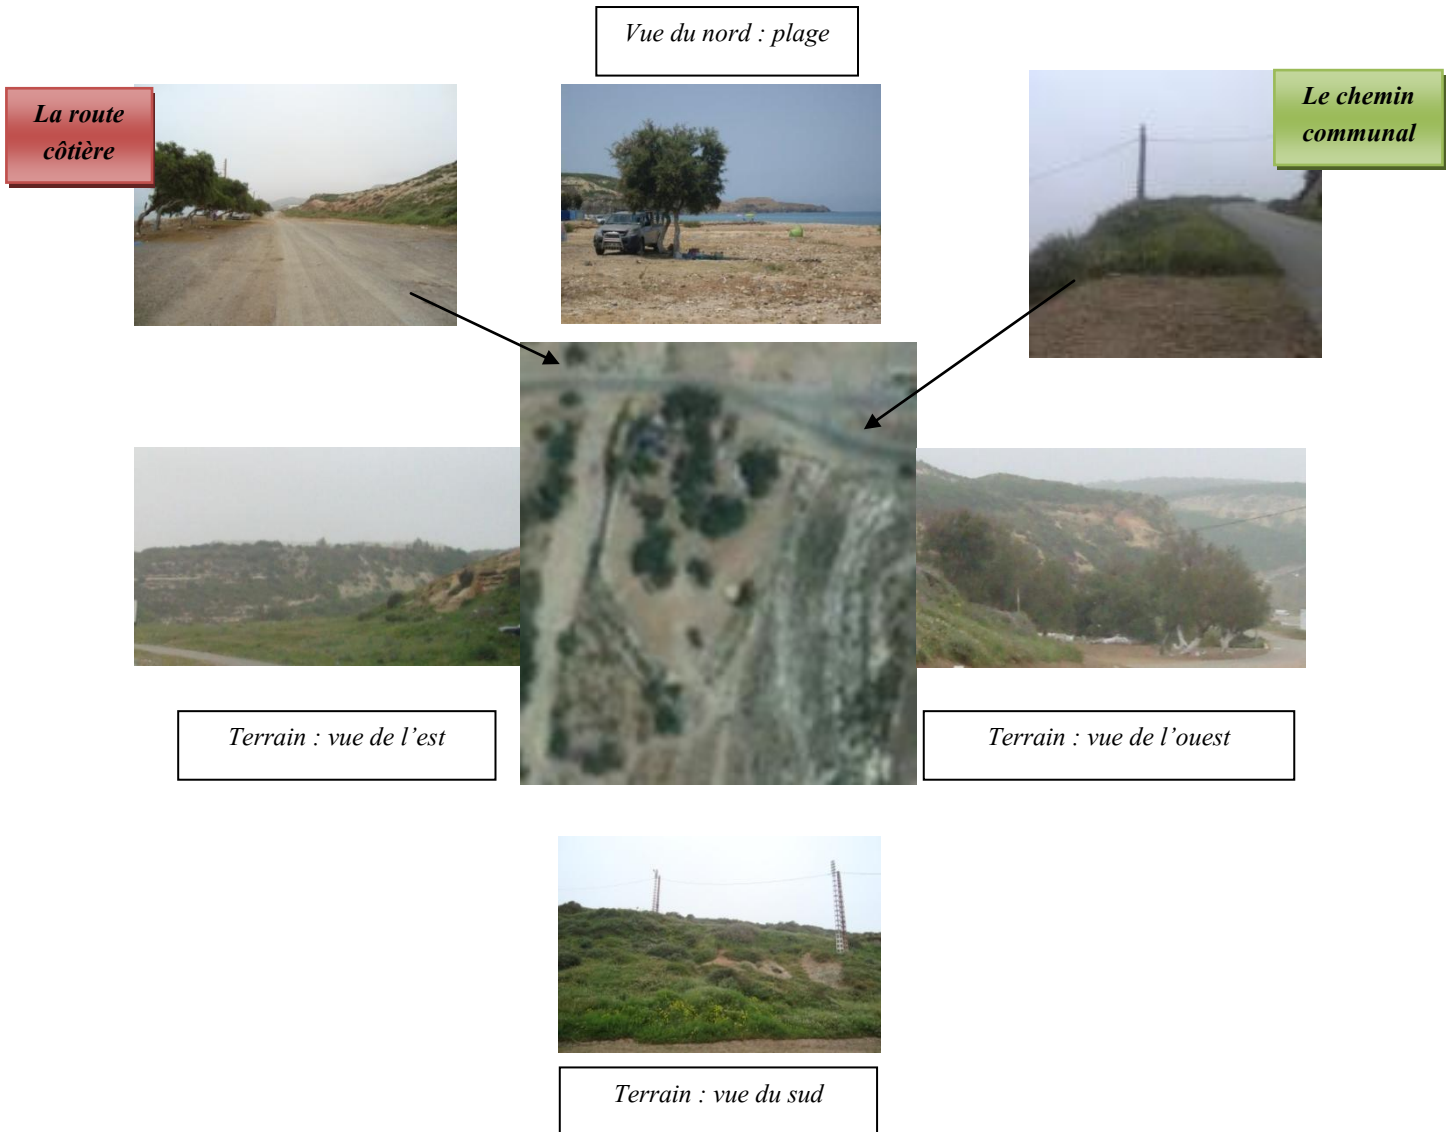 Vue du nord : plage
La route
côtière
Le chemin
communal
Terrain : vue de l’est
Terrain : vue de l’ouest
Terrain : vue du sud